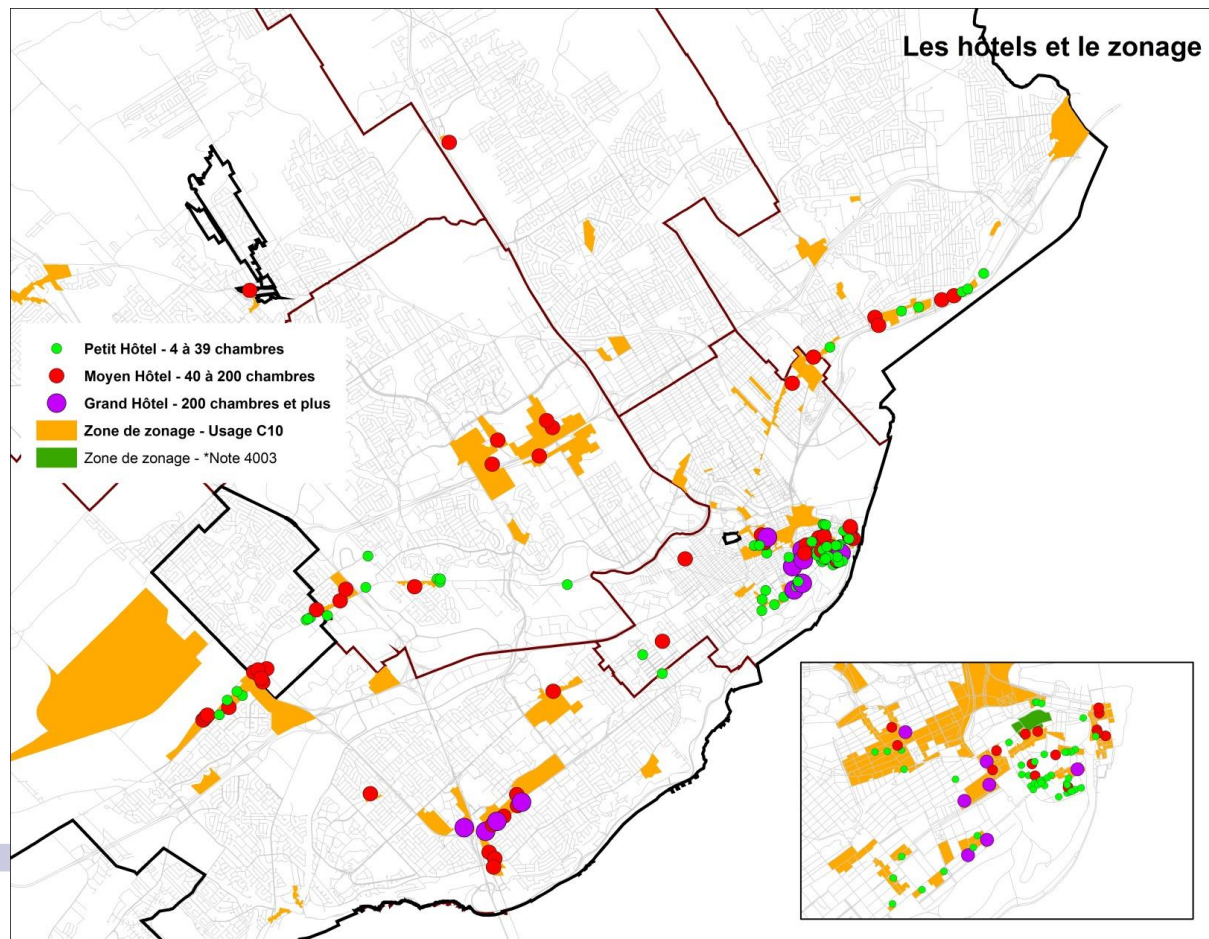 Les hôtels et le zonage
Petit Hôtel - 4 à 39 chambres
Moyen Hôtel - 40 à 200 chambres
Grand Hôtel - 200 chambres et plus
Zone de zonage - Usage C10
Zone de zonage - *Note 4003